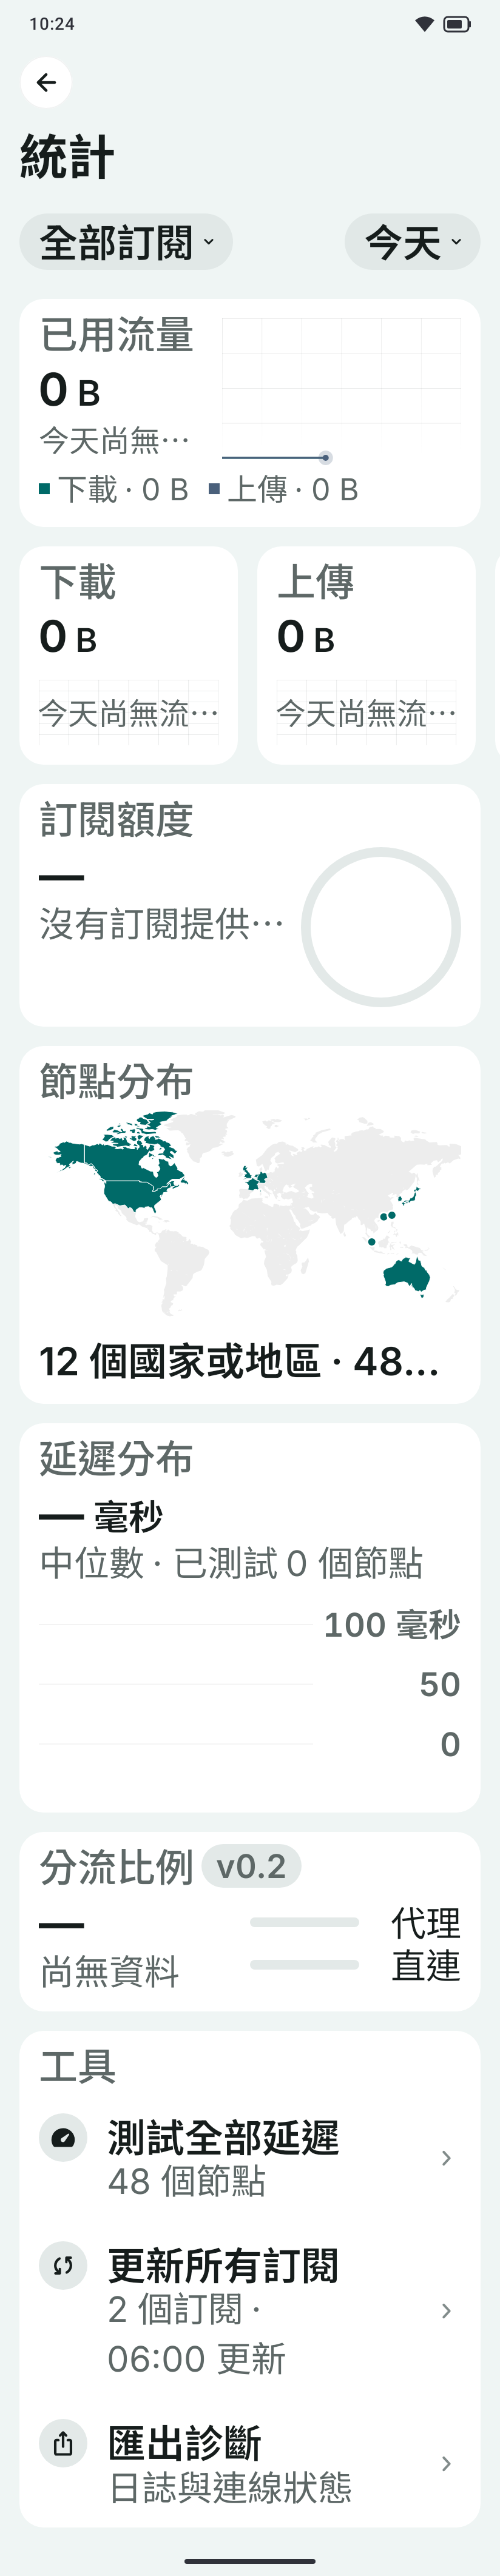 10:24
統計
全部訂閱
今天
已用流量
0 B
今天尚無…
下載 · 0 B 上傳 · 0 B
下載
0 B
今天尚無流…
上傳
0 B
今天尚無流…
訂閱額度
—
沒有訂閱提供…
節點分布
12 個國家或地區 · 48…
延遲分布
— 毫秒
中位數 · 已測試 0 個節點
100 毫秒
50
0
分流比例 v0.2
—
尚無資料
代理
直連
工具
測試全部延遲
48 個節點
更新所有訂閱
2 個訂閱 ·
06:00 更新
匯出診斷
日誌與連線狀態